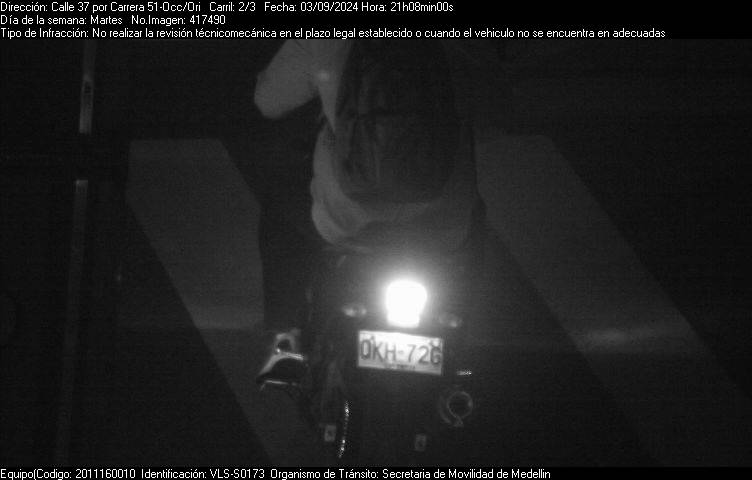 Dirección: Calle 37 por Carrera 51-Occ/Ori Carril: 2/3 Fecha: 03/09/2024 Hora: 21h08min00s
Día de la semana: Martes No.Imagen: 417490
Tipo de Infracción: No realizar la revisión técnicomecánica en el plazo legal establecido o cuando el vehiculo no se encuentra en adecuadas
OKH-72G
Equipo(Codigo: 2011160010 Identificación: VLS-S0173 Organismo de Tránsito: Secretaria de Movilidad de Medellin